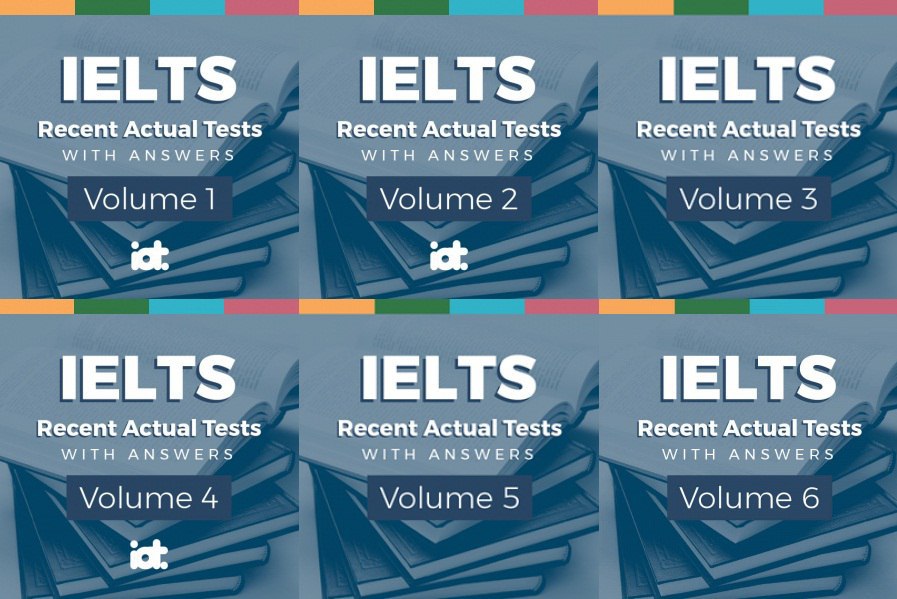 IELTS
Recent Actual Tests
WITH ANSWERS
Volume 1
iot.
IELTS
Recent Actual Tests
WITH ANSWERS
Volume 2
iot.
IELTS
Recent Actual Tests
WITH ANSWERS
Volume 3
IELTS
Recent Actual Tests
WITH ANSWERS
Volume 4
iot.
IELTS
Recent Actual Tests
WITH ANSWERS
Volume 5
IELTS
Recent Actual Tests
WITH ANSWERS
Volume 6